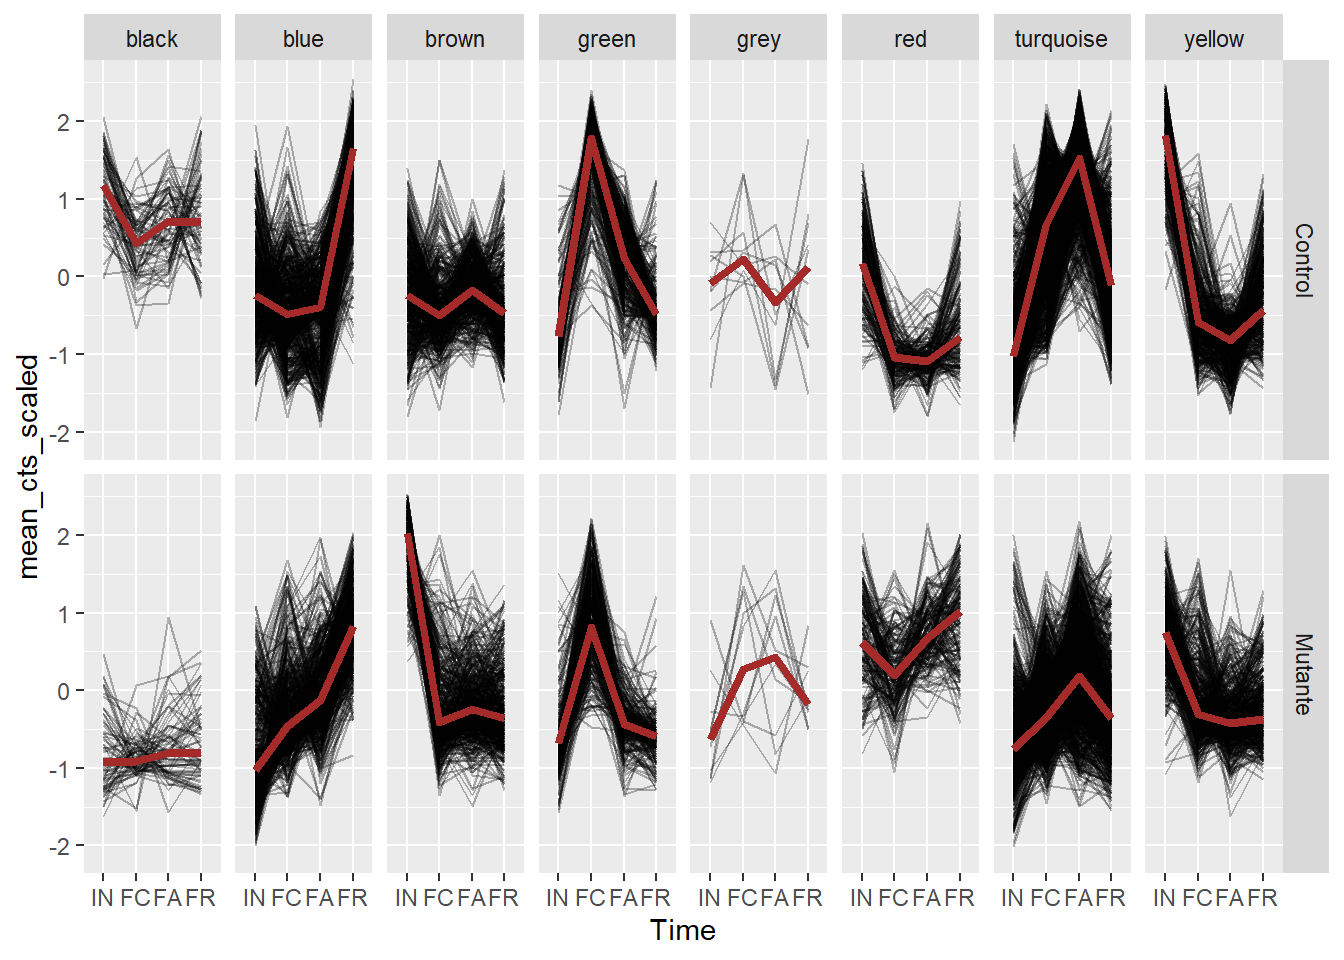 black blue brown green grey red turquoise yellow
2
1
0
-1
-2
Control
2
1
0
-1
-2
Mutante
mean_cts_scaled
IN FC FA FR IN FC FA FR IN FC FA FR IN FC FA FR IN FC FA FR IN FC FA FR IN FC FA FR IN FC FA FR
Time